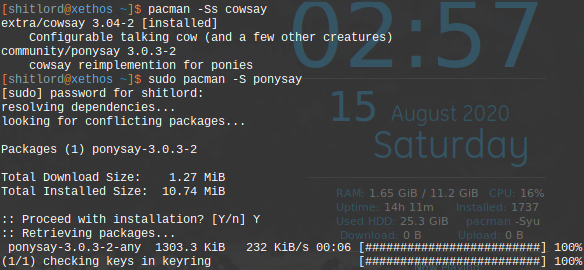 [shitlord@xethos ~]$ pacman -Ss cowsay
extra/cowsay 3.04-2 [installed]
    Configurable talking cow (and a few other creatures)
community/ponysay 3.0.3-2
    cowsay reimplemention for ponies
[shitlord@xethos ~]$ sudo pacman -S ponysay
[sudo] password for shitlord:
resolving dependencies...
looking for conflicting packages...

Packages (1) ponysay-3.0.3-2

Total Download Size:    1.27 MiB
Total Installed Size:  10.74 MiB

:: Proceed with installation? [Y/n] Y
:: Retrieving packages...
 ponysay-3.0.3-2-any  1303.3 KiB   232 KiB/s 00:06 [##########################] 100%
(1/1) checking keys in keyring                     [##########################] 100%
02:57
15 August 2020
Saturday
RAM: 1.65 GiB / 11.2 GiB   CPU: 16%
Uptime: 14h 11m   Installed: 1737
Used HDD: 25.3 GiB   pacman -Syu
Download: 0 B   Upload: 0 B